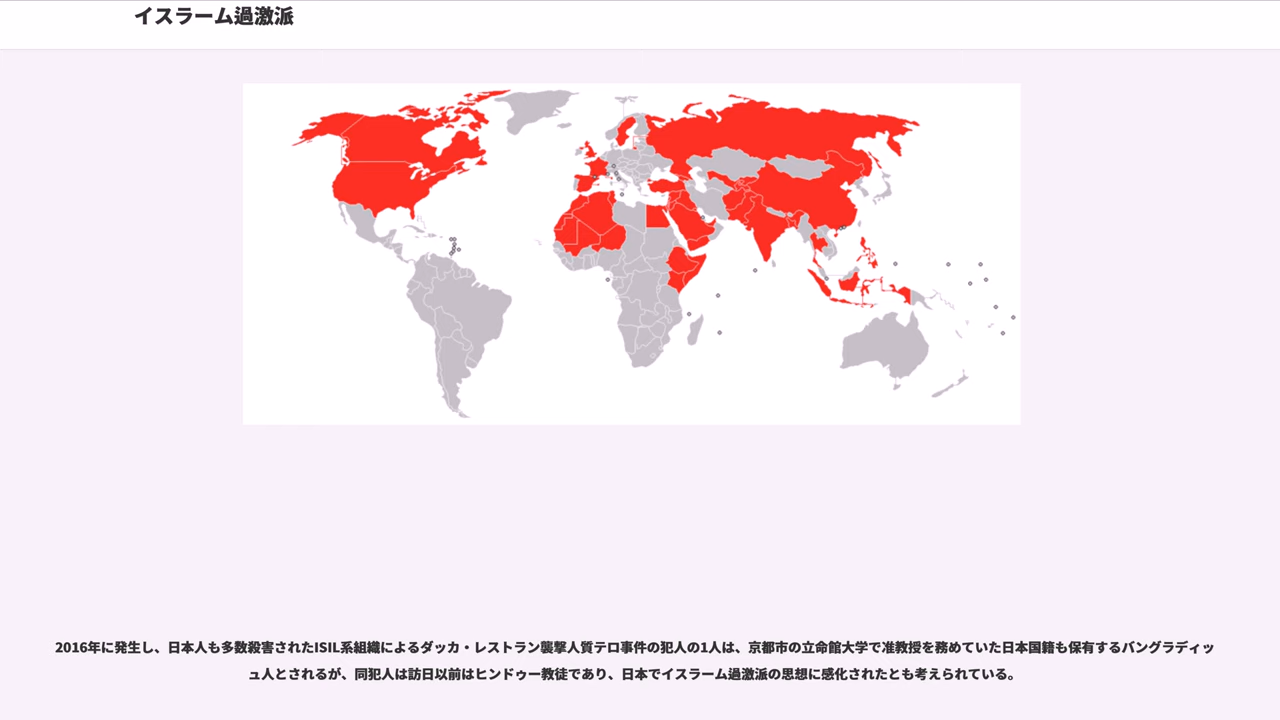 イスラーム過激派
2016年に発生し、日本人も多数殺害されたISIL系組織によるダッカ・レストラン襲撃人質テロ事件の犯人の1人は、京都市の立命館大学で准教授を務めていた日本国籍も保有するバングラディッ
ュ人とされるが、同犯人は訪日以前はヒンドゥー教徒であり、日本でイスラーム過激派の思想に感化されたとも考えられている。